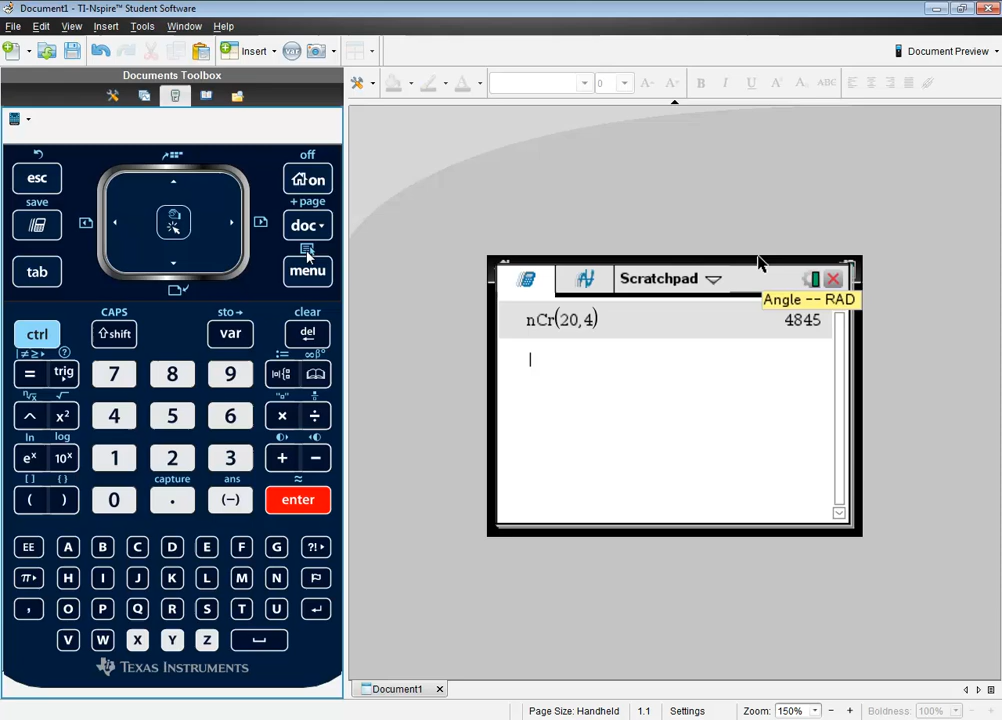 Document1 - TI-Nspire™ Student Software
File Edit View Insert Tools Window Help
Insert var Document Preview
Documents Toolbox
0 A- A+ B I U A A ABC
off
esc on
save + page
doc
tab menu
CAPS sto► clear
ctrl ⇧shift var del
|≠≥► ? := ∞β°
= trig 7 8 9
ⁿ√x √
^ x² 4 5 6 × ÷
ln log
eˣ 10ˣ 1 2 3 + −
[ ] { } capture ans ≈
( ) 0 . (−) enter
EE A B C D E F G ?!►
π► H I J K L M N
, O P Q R S T U
V W X Y Z
TEXAS INSTRUMENTS
Scratchpad
Angle -- RAD
nCr(20,4) 4845
Document1
Page Size: Handheld 1.1 Settings Zoom: 150% − + Boldness: 100% − +